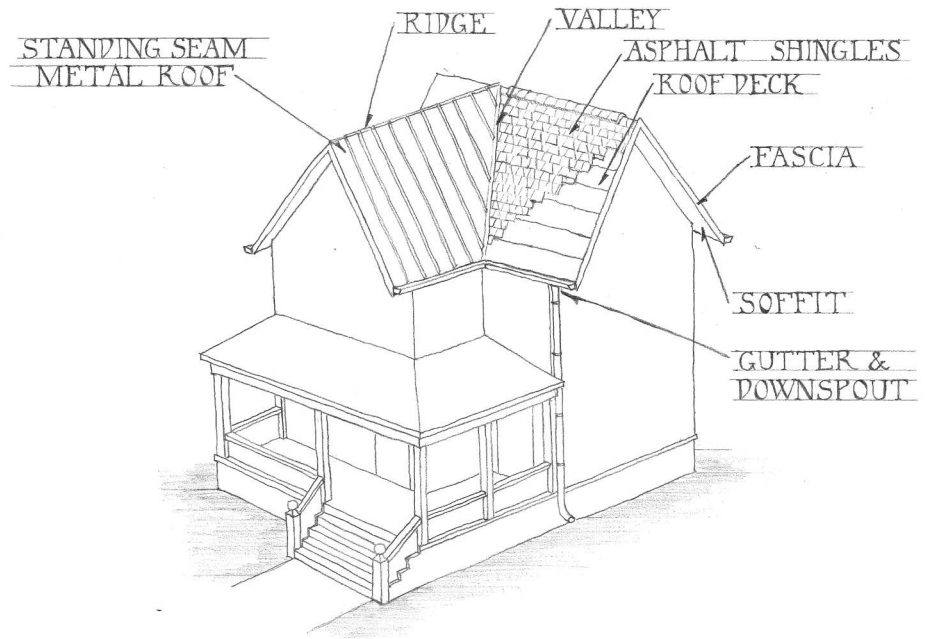 RIDGE
VALLEY
STANDING SEAM
METAL ROOF
ASPHALT SHINGLES
ROOF DECK
FASCIA
SOFFIT
GUTTER &
DOWNSPOUT